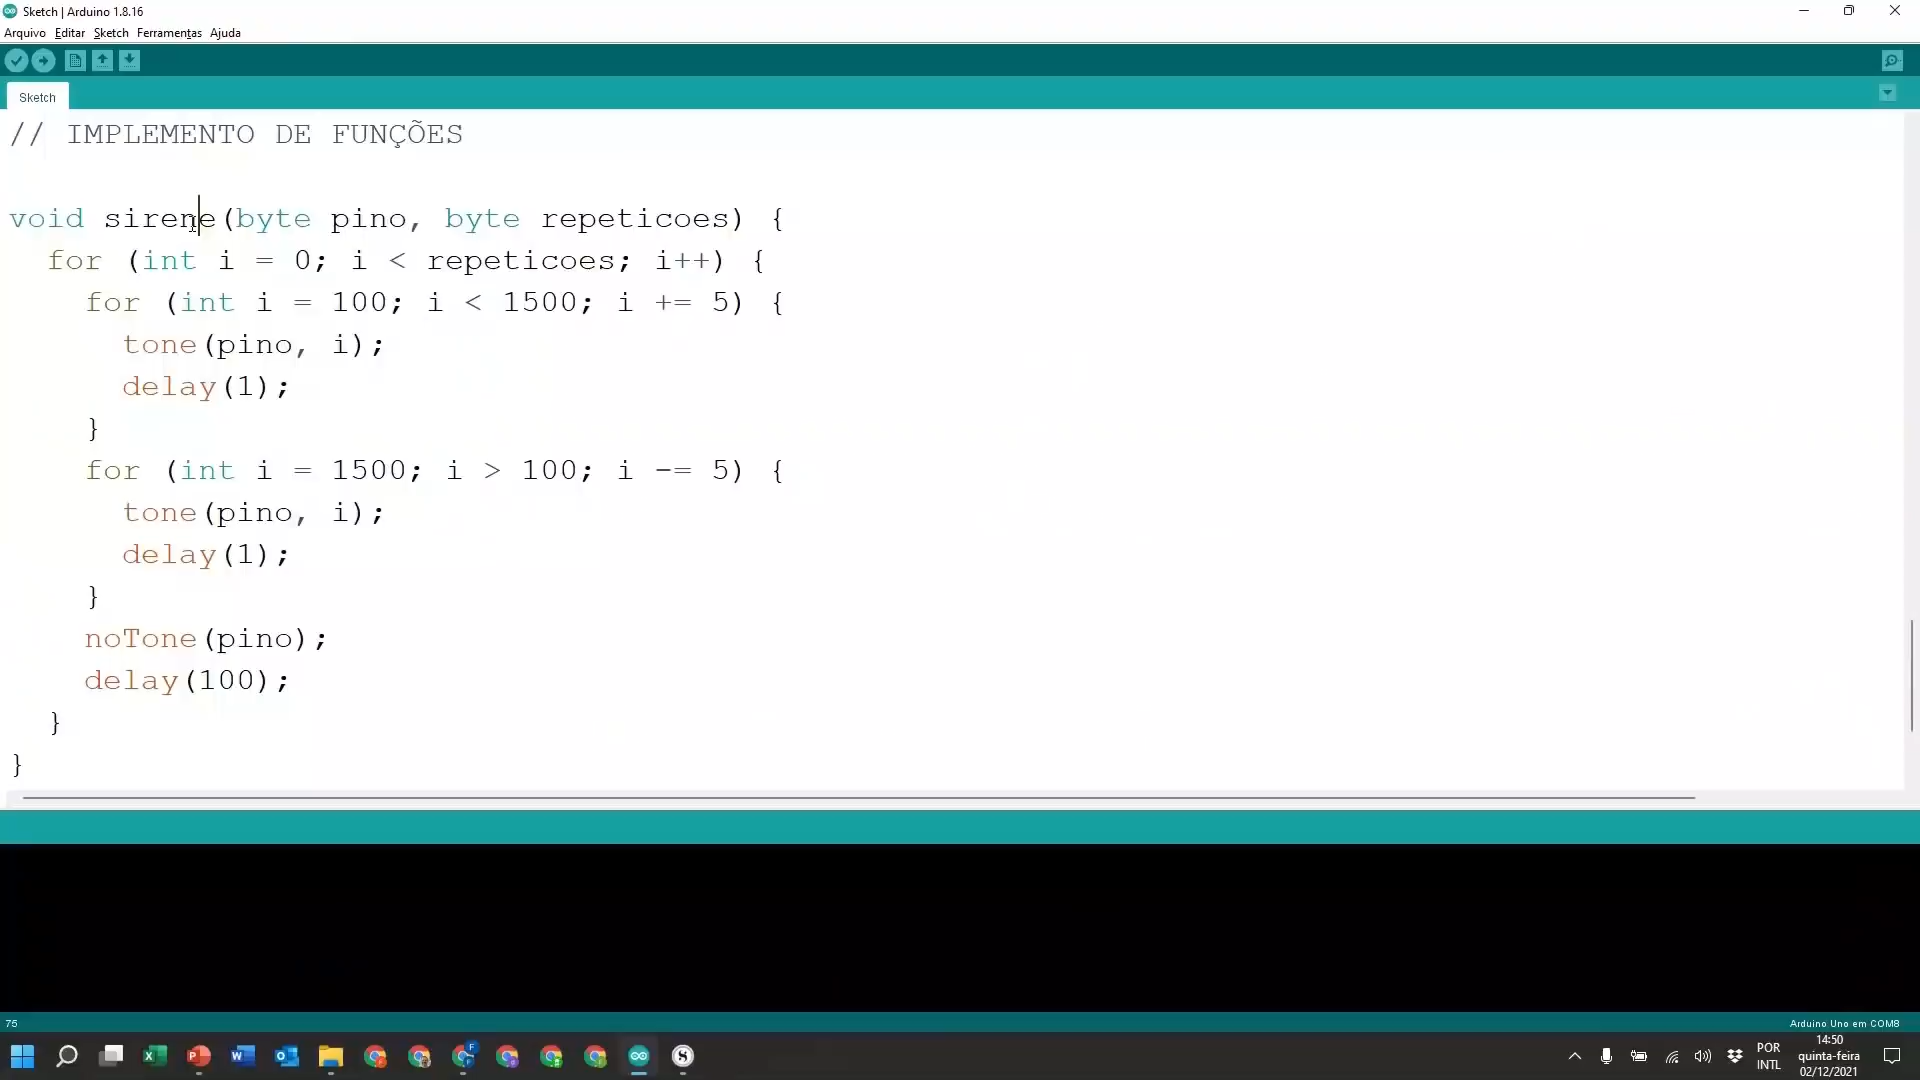 Sketch | Arduino 1.8.16
Arquivo Editar Sketch Ferramentas Ajuda
Sketch
// IMPLEMENTO DE FUNÇÕES
void sirene(byte pino, byte repeticoes) {
for (int i = 0; i < repeticoes; i++) {
for (int i = 100; i < 1500; i += 5) {
tone(pino, i);
delay(1);
}
for (int i = 1500; i > 100; i -= 5) {
tone(pino, i);
delay(1);
}
noTone(pino);
delay(100);
}
}
75
Arduino Uno em COM8
POR
INTL
14:50
quinta-feira
02/12/2021